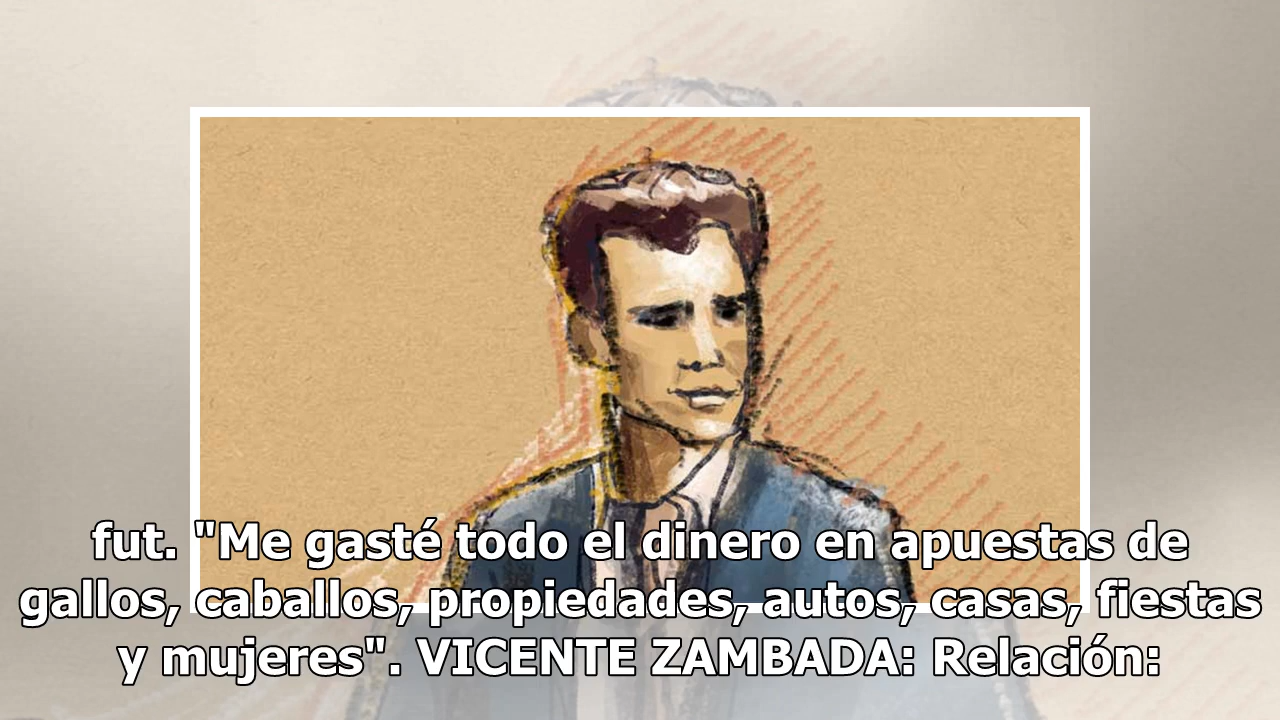 fut. "Me gasté todo el dinero en apuestas de
gallos, caballos, propiedades, autos, casas, fiestas
y mujeres". VICENTE ZAMBADA: Relación: